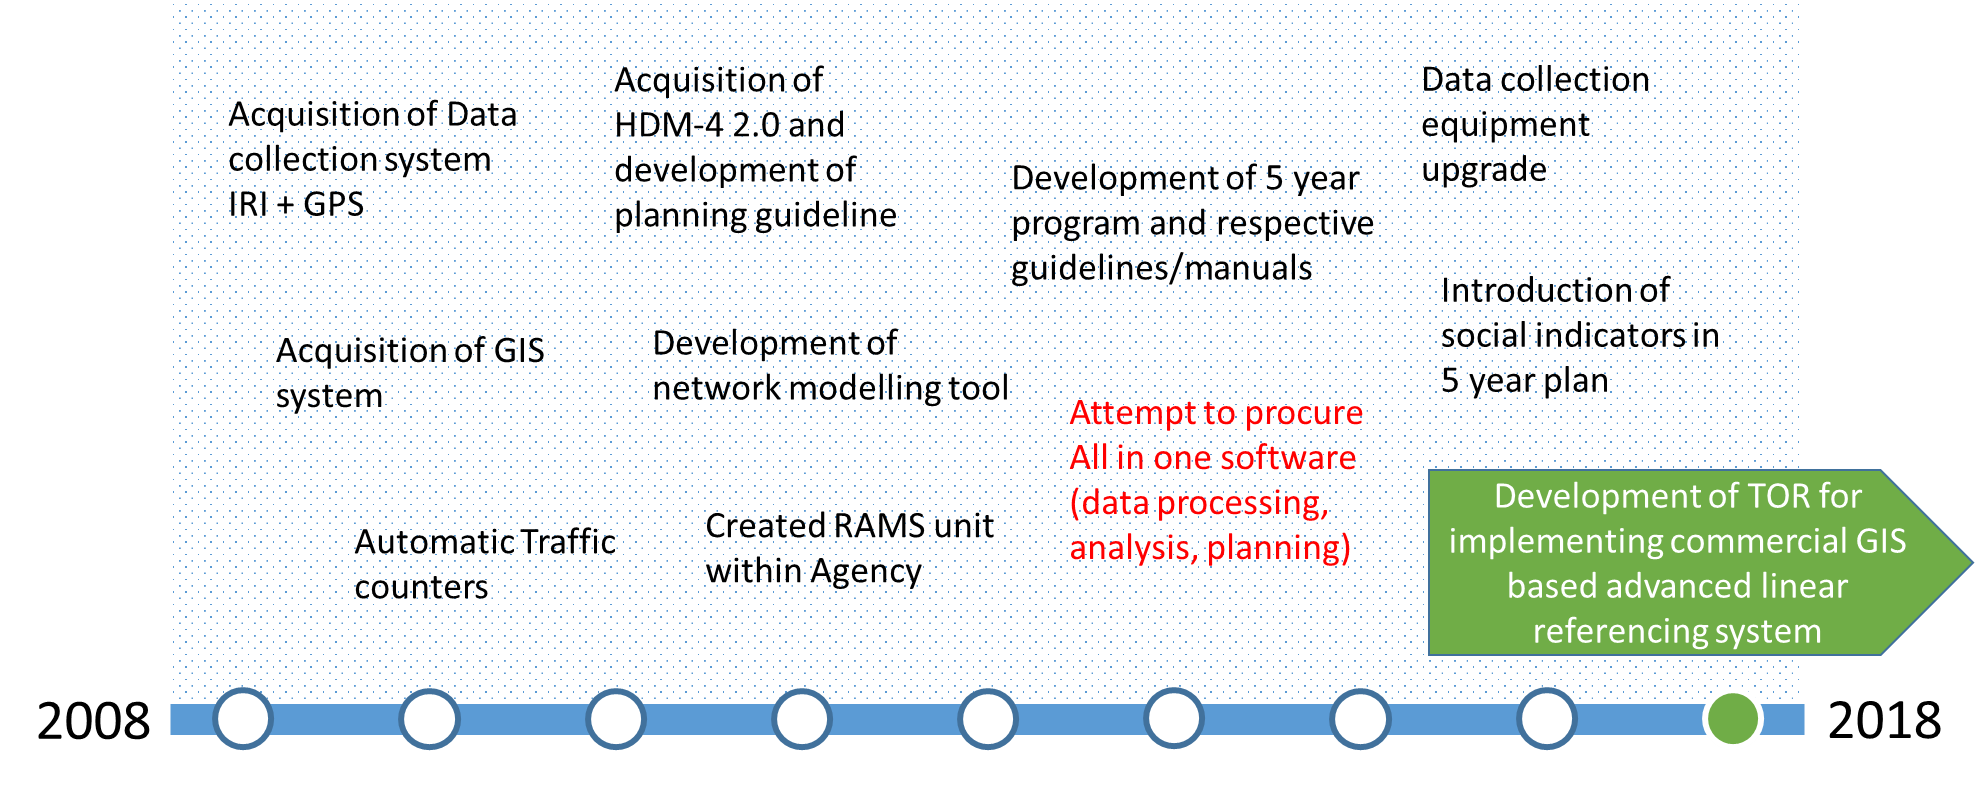 Acquisition of Data
collection system
IRI + GPS
Acquisition of GIS
system
Automatic Traffic
counters
Acquisition of
HDM-4 2.0 and
development of
planning guideline
Development of
network modelling tool
Created RAMS unit
within Agency
Development of 5 year
program and respective
guidelines/manuals
Attempt to procure
All in one software
(data processing,
analysis, planning)
Data collection
equipment
upgrade
Introduction of
social indicators in
5 year plan
Development of TOR for
implementing commercial GIS
based advanced linear
referencing system
2008
2018